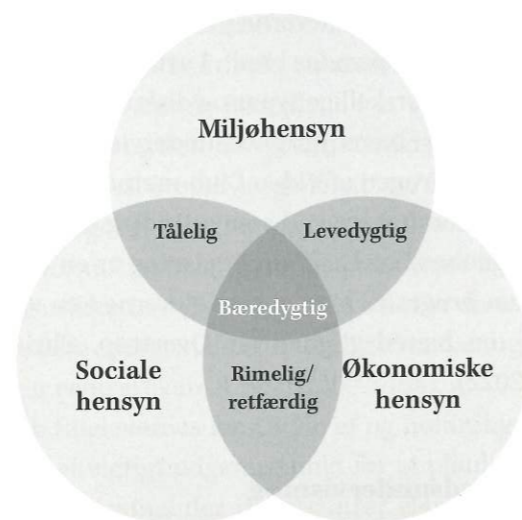 Miljøhensyn
Tålelig
Levedygtig
Bæredygtig
Sociale
hensyn
Rimelig/
retfærdig
Økonomiske
hensyn